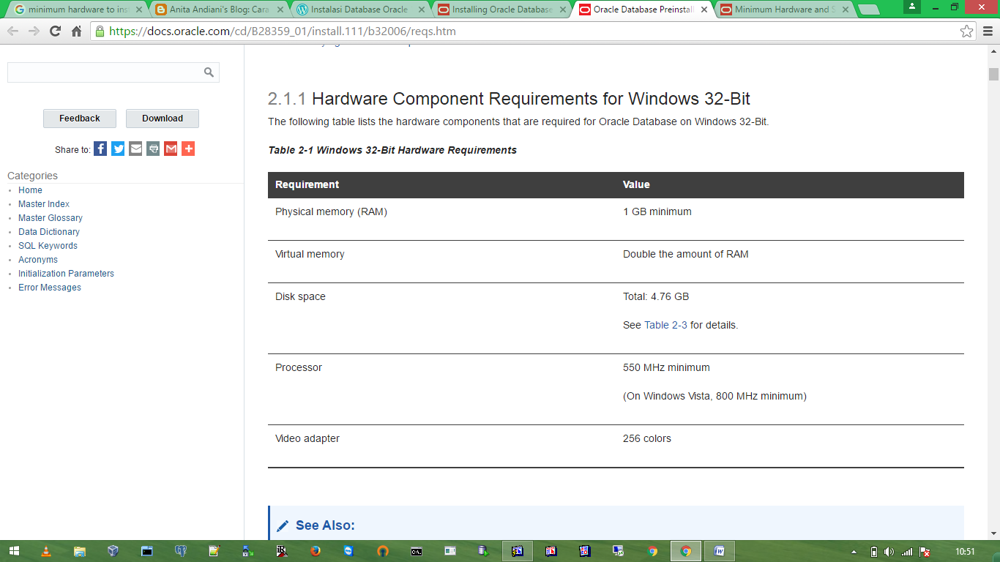 minimum hardware to ins
Anita Andiani's Blog: Cara
Instalasi Database Oracle
Installing Oracle Database
Oracle Database Preinstall
Minimum Hardware and S
https://docs.oracle.com/cd/B28359_01/install.111/b32006/reqs.htm
Feedback
Download
Share to:
Categories
Home
Master Index
Master Glossary
Data Dictionary
SQL Keywords
Acronyms
Initialization Parameters
Error Messages
2.1.1 Hardware Component Requirements for Windows 32-Bit
The following table lists the hardware components that are required for Oracle Database on Windows 32-Bit.
Table 2-1 Windows 32-Bit Hardware Requirements
Requirement Value
Physical memory (RAM) 1 GB minimum
Virtual memory Double the amount of RAM
Disk space Total: 4.76 GB
See Table 2-3 for details.
Processor 550 MHz minimum
(On Windows Vista, 800 MHz minimum)
Video adapter 256 colors
See Also:
10:51